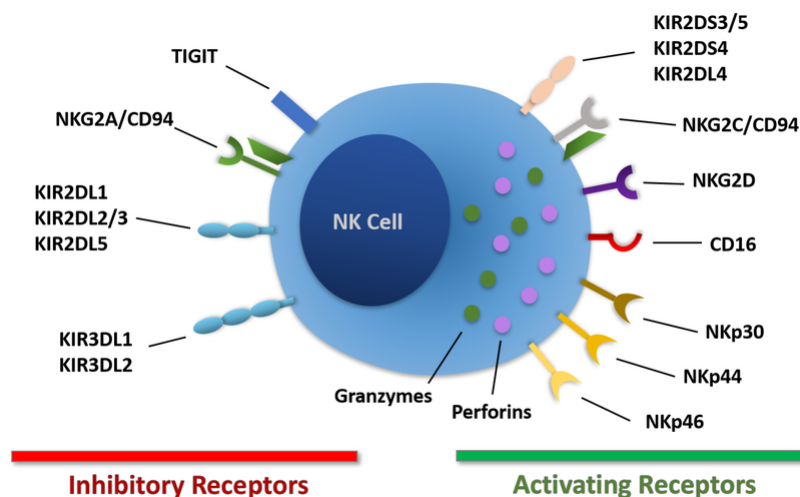 TIGIT
NKG2A/CD94
KIR2DL1
KIR2DL2/3
KIR2DL5
KIR3DL1
KIR3DL2
NK Cell
Granzymes
Perforins
KIR2DS3/5
KIR2DS4
KIR2DL4
NKG2C/CD94
NKG2D
CD16
NKp30
NKp44
NKp46
Inhibitory Receptors
Activating Receptors